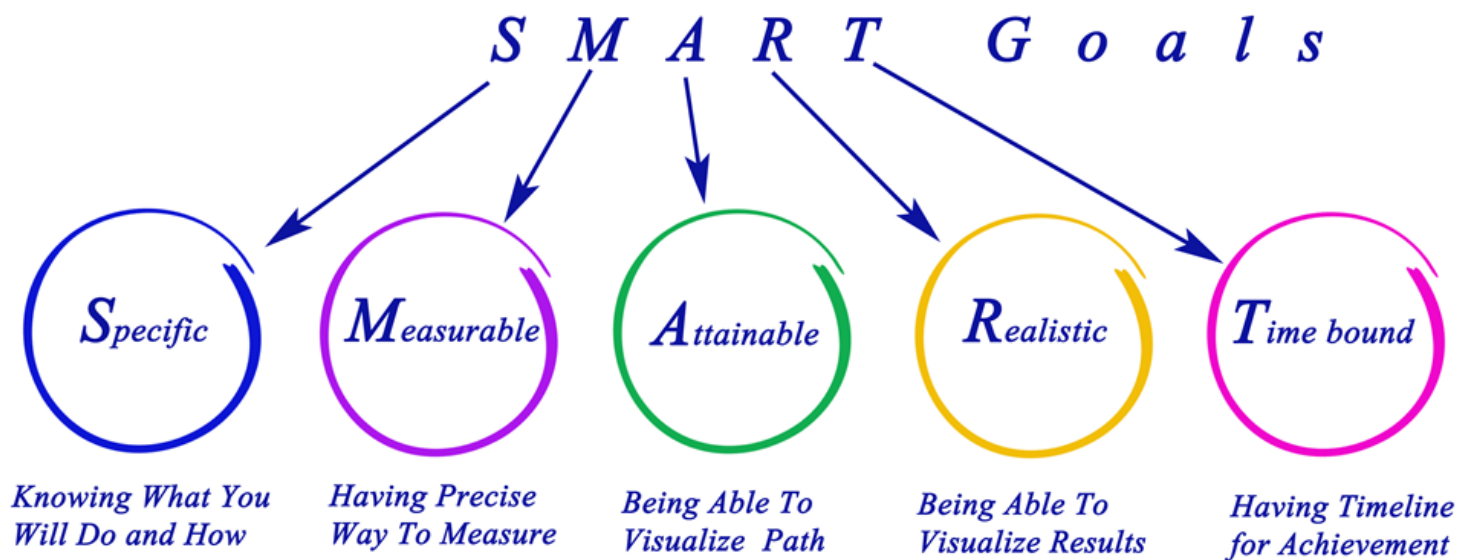 SMART Goals
Specific
Measurable
Attainable
Realistic
Time bound
Knowing What You
Will Do and How
Having Precise
Way To Measure
Being Able To
Visualize Path
Being Able To
Visualize Results
Having Timeline
for Achievement